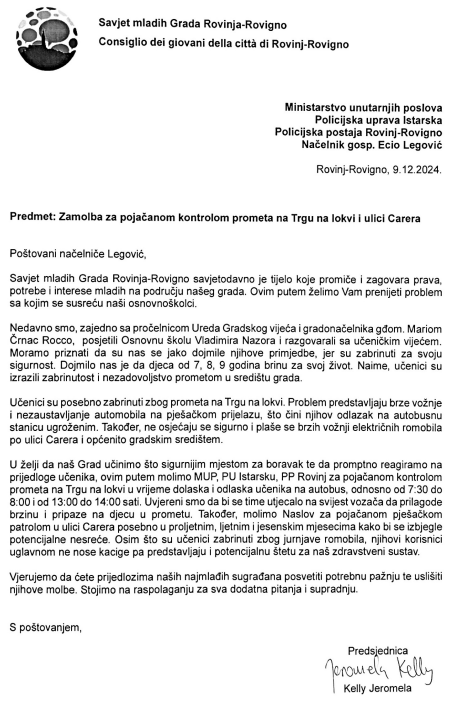 Savjet mladih Grada Rovinja-Rovigno
Consiglio dei giovani della città di Rovinj-Rovigno
Ministarstvo unutarnjih poslova
Policijska uprava Istarska
Policijska postaja Rovinj-Rovigno
Načelnik gosp. Ecio Legović
Rovinj-Rovigno, 9.12.2024.
Predmet: Zamolba za pojačanom kontrolom prometa na Trgu na lokvi i ulici Carera
Poštovani načelniče Legović,
Savjet mladih Grada Rovinja-Rovigno savjetodavno je tijelo koje promiče i zagovara prava,
potrebe i interese mladih na području našeg grada. Ovim putem želimo Vam prenijeti problem
sa kojim se susreću naši osnovnoškolci.
Nedavno smo, zajedno sa pročelnicom Ureda Gradskog vijeća i gradonačelnika gđom. Mariom
Črnac Rocco, posjetili Osnovnu školu Vladimira Nazora i razgovarali sa učeničkim vijećem.
Moramo priznati da su nas se jako dojmile njihove primjedbe, jer su zabrinuti za svoju
sigurnost. Dojmilo nas je da djeca od 7, 8, 9 godina brinu za svoj život. Naime, učenici su
izrazili zabrinutost i nezadovoljstvo prometom u središtu grada.
Učenici su posebno zabrinuti zbog prometa na Trgu na lokvi. Problem predstavljaju brze vožnje
i nezaustavljanje automobila na pješačkom prijelazu, što čini njihov odlazak na autobusnu
stanicu ugroženim. Također, ne osjećaju se sigurno i plaše se brzih vožnji električnih romobila
po ulici Carera i općenito gradskim središtem.
U želji da naš Grad učinimo što sigurnijim mjestom za boravak te da promptno reagiramo na
prijedloge učenika, ovim putem molimo MUP, PU Istarsku, PP Rovinj za pojačanom kontrolom
prometa na Trgu na lokvi u vrijeme dolaska i odlaska učenika na autobus, odnosno od 7:30 do
8:00 i od 13:00 do 14:00 sati. Uvjereni smo da bi se time utjecalo na svijest vozača da prilagode
brzinu i pripaze na djecu u prometu. Također, molimo Naslov za pojačanom pješačkom
patrolom u ulici Carera posebno u proljetnim, ljetnim i jesenskim mjesecima kako bi se izbjegle
potencijalne nesreće. Osim što su učenici zabrinuti zbog jurnjave romobila, njihovi korisnici
uglavnom ne nose kacige pa predstavljaju i potencijalnu štetu za naš zdravstveni sustav.
Vjerujemo da ćete prijedlozima naših najmlađih sugrađana posvetiti potrebnu pažnju te uslišiti
njihove molbe. Stojimo na raspolaganju za sva dodatna pitanja i supradnju.
S poštovanjem,
Predsjednica
Jeromela Kelly
Kelly Jeromela